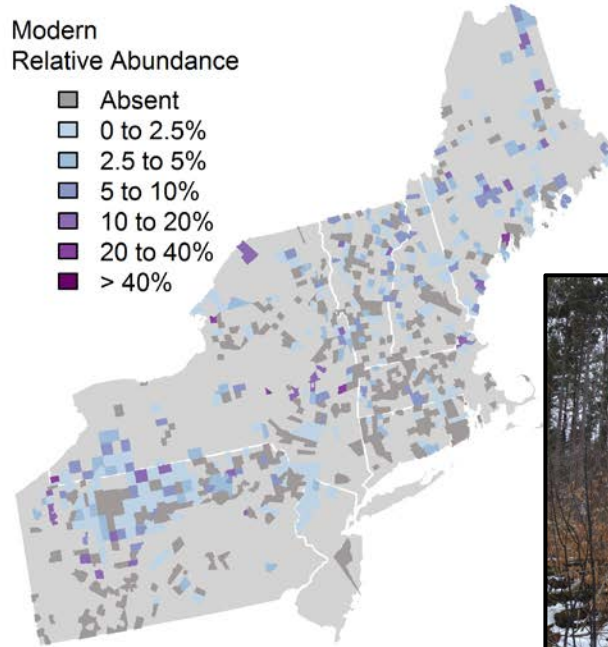 Modern
Relative Abundance
Absent
0 to 2.5%
2.5 to 5%
5 to 10%
10 to 20%
20 to 40%
> 40%